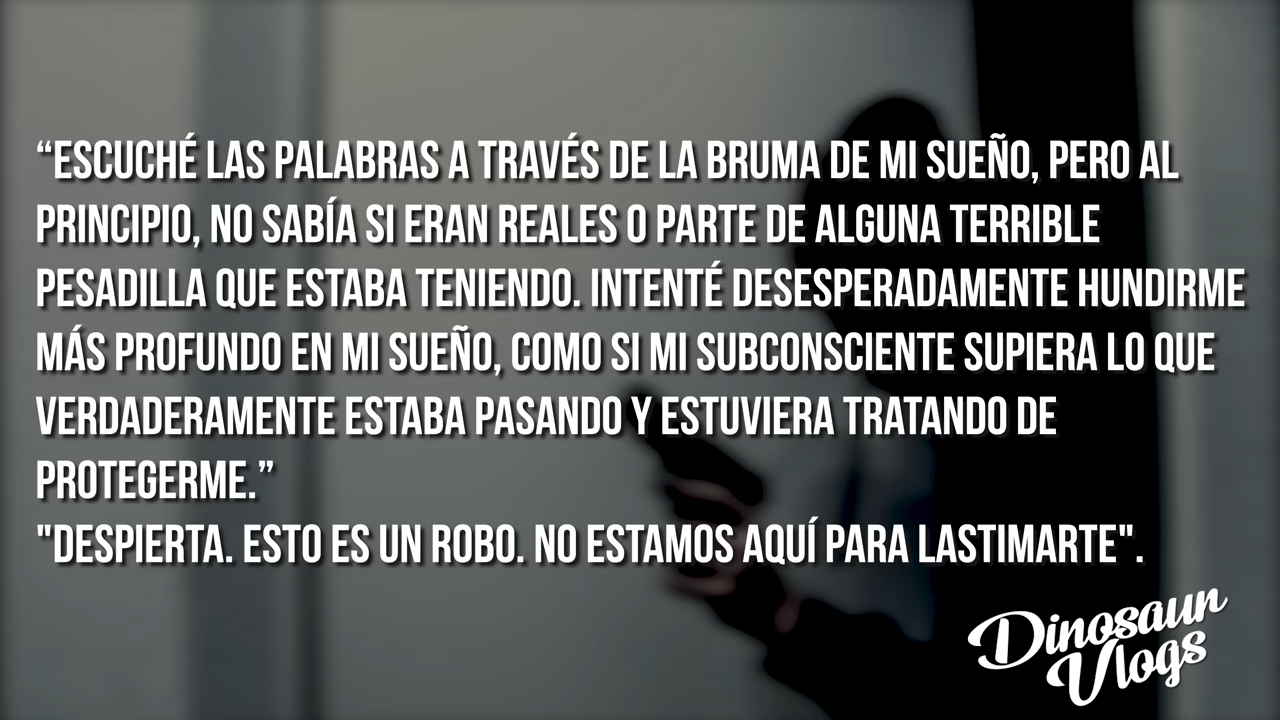 “ESCUCHÉ LAS PALABRAS A TRAVÉS DE LA BRUMA DE MI SUEÑO, PERO AL
PRINCIPIO, NO SABÍA SI ERAN REALES O PARTE DE ALGUNA TERRIBLE
PESADILLA QUE ESTABA TENIENDO. INTENTÉ DESESPERADAMENTE HUNDIRME
MÁS PROFUNDO EN MI SUEÑO, COMO SI MI SUBCONSCIENTE SUPIERA LO QUE
VERDADERAMENTE ESTABA PASANDO Y ESTUVIERA TRATANDO DE
PROTEGERME.”
"DESPIERTA. ESTO ES UN ROBO. NO ESTAMOS AQUÍ PARA LASTIMARTE".
Dinosaur
Vlogs